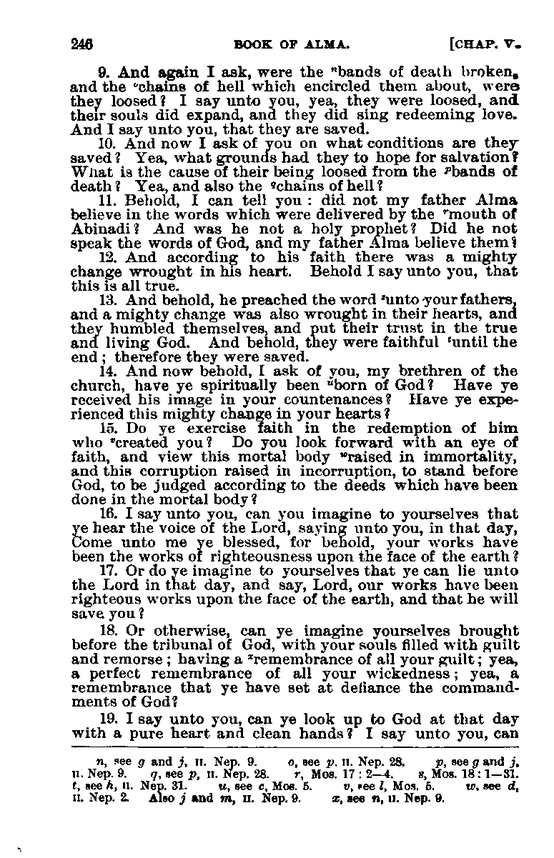 246 BOOK OF ALMA. [CHAP. V.
9. And again I ask, were the ⁿbands of death broken,
and the ᵒchains of hell which encircled them about, were
they loosed? I say unto you, yea, they were loosed, and
their souls did expand, and they did sing redeeming love.
And I say unto you, that they are saved.
10. And now I ask of you on what conditions are they
saved? Yea, what grounds had they to hope for salvation?
What is the cause of their being loosed from the ᵖbands of
death? Yea, and also the qchains of hell?
11. Behold, I can tell you : did not my father Alma
believe in the words which were delivered by the ʳmouth of
Abinadi? And was he not a holy prophet? Did he not
speak the words of God, and my father Alma believe them?
12. And according to his faith there was a mighty
change wrought in his heart. Behold I say unto you, that
this is all true.
13. And behold, he preached the word ˢunto your fathers,
and a mighty change was also wrought in their hearts, and
they humbled themselves, and put their trust in the true
and living God. And behold, they were faithful ᵗuntil the
end ; therefore they were saved.
14. And now behold, I ask of you, my brethren of the
church, have ye spiritually been ᵘborn of God? Have ye
received his image in your countenances? Have ye expe-
rienced this mighty change in your hearts?
15. Do ye exercise faith in the redemption of him
who ᵛcreated you? Do you look forward with an eye of
faith, and view this mortal body ʷraised in immortality,
and this corruption raised in incorruption, to stand before
God, to be judged according to the deeds which have been
done in the mortal body?
16. I say unto you, can you imagine to yourselves that
ye hear the voice of the Lord, saying unto you, in that day,
Come unto me ye blessed, for behold, your works have
been the works of righteousness upon the face of the earth?
17. Or do ye imagine to yourselves that ye can lie unto
the Lord in that day, and say, Lord, our works have been
righteous works upon the face of the earth, and that he will
save you?
18. Or otherwise, can ye imagine yourselves brought
before the tribunal of God, with your souls filled with guilt
and remorse ; having a ˣremembrance of all your guilt ; yea,
a perfect remembrance of all your wickedness ; yea, a
remembrance that ye have set at defiance the command-
ments of God?
19. I say unto you, can ye look up to God at that day
with a pure heart and clean hands? I say unto you, can
n, see g and j, II. Nep. 9. o, see p, II. Nep. 28. p, see g and j,
II. Nep. 9. q, see p, II. Nep. 28. r, Mos. 17 : 2—4. s, Mos. 18 : 1—31.
t, see h, II. Nep. 31. u, see c, Mos. 5. v, see l, Mos. 5. w, see d,
II. Nep. 2. Also j and m, II. Nep. 9. x, see n, II. Nep. 9.